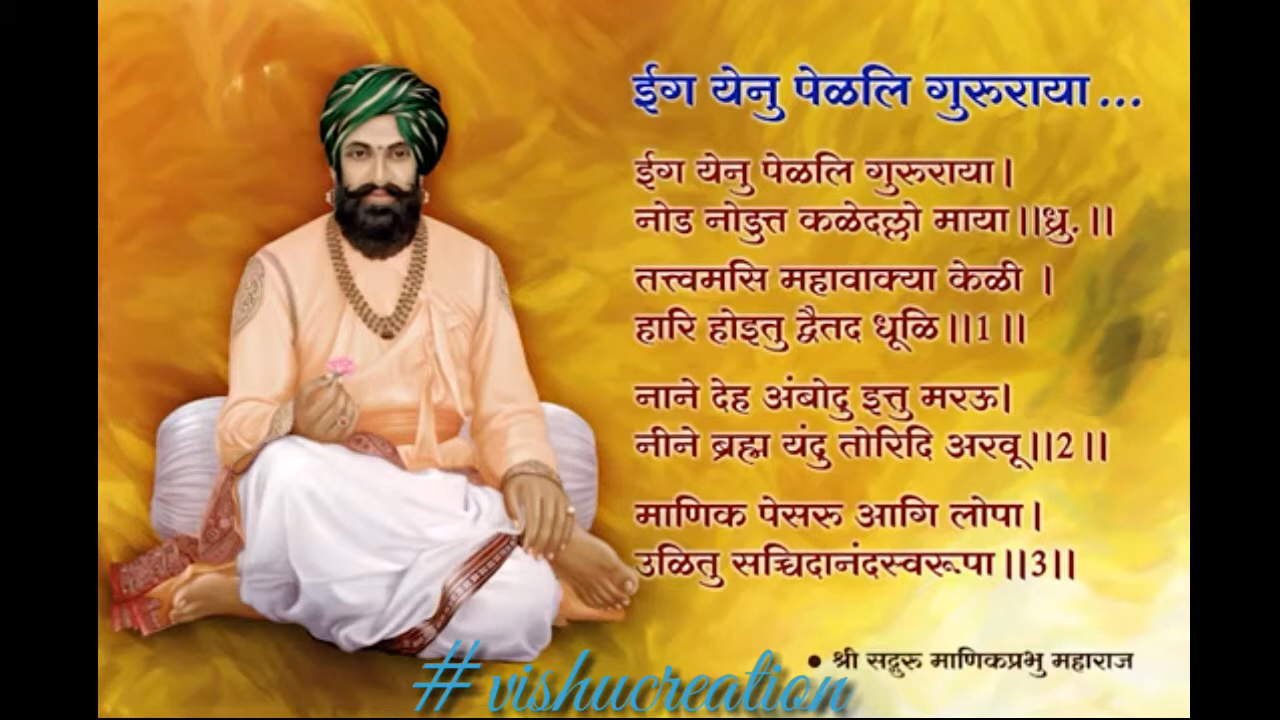 ईग येनु पेळलि गुरुराया...
ईग येनु पेळलि गुरुराया।
नोड नोडुत्त कळेदल्लो माया॥ध्रु.॥
तत्त्वमसि महावाक्या केळी ।
हारि होइतु द्वैतद धूळि॥1॥
नाने देह अंबोदु इत्तु मरऊ।
नीने ब्रह्म यंदु तोरिदि अरवू॥2॥
माणिक पेसरू आगि लोपा।
उळितु सच्चिदानंदस्वरूपा॥3॥
• श्री सद्गुरु माणिकप्रभु महाराज
# vishucreation